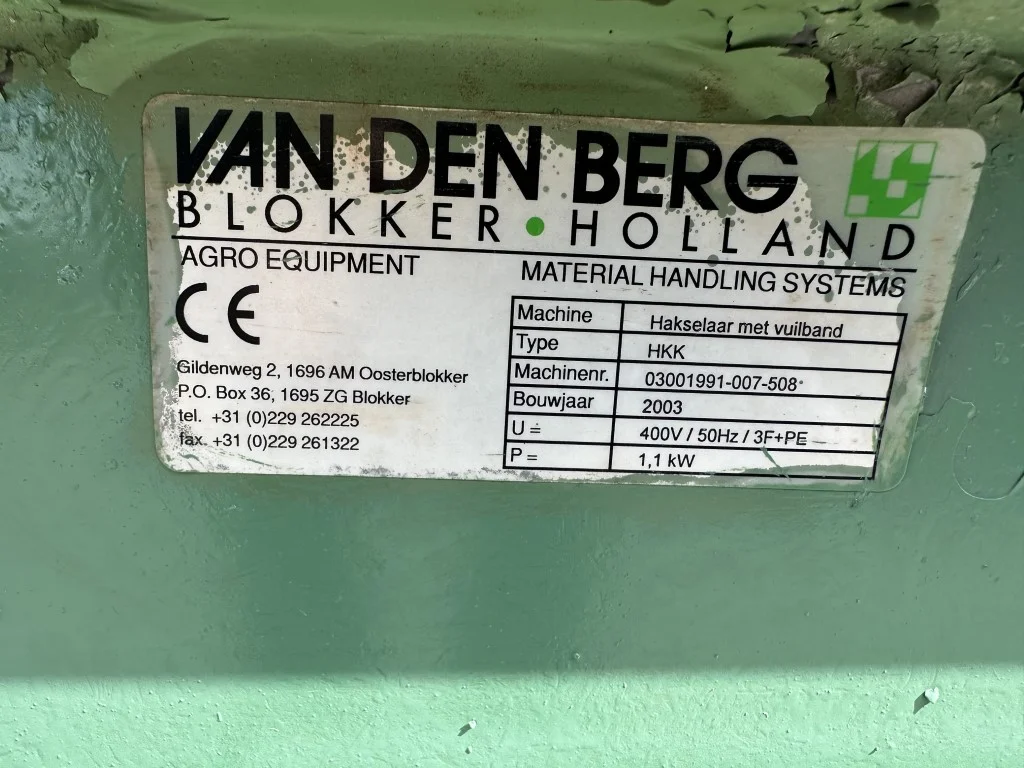 VAN DEN BERG
BLOKKER • HOLLAND
AGRO EQUIPMENT
MATERIAL HANDLING SYSTEMS
CE
Gildenweg 2, 1696 AM Oosterblokker
P.O. Box 36, 1695 ZG Blokker
tel. +31 (0)229 262225
fax. +31 (0)229 261322
Machine Hakselaar met vuilband
Type HKK
Machinenr. 03001991-007-508
Bouwjaar 2003
U = 400V / 50Hz / 3F+PE
P = 1,1 kW